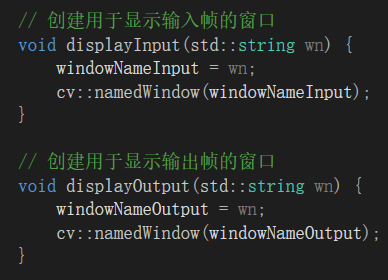 // 创建用于显示输入帧的窗口
void displayInput(std::string wn) {
    windowNameInput = wn;
    cv::namedWindow(windowNameInput);
}

// 创建用于显示输出帧的窗口
void displayOutput(std::string wn) {
    windowNameOutput = wn;
    cv::namedWindow(windowNameOutput);
}